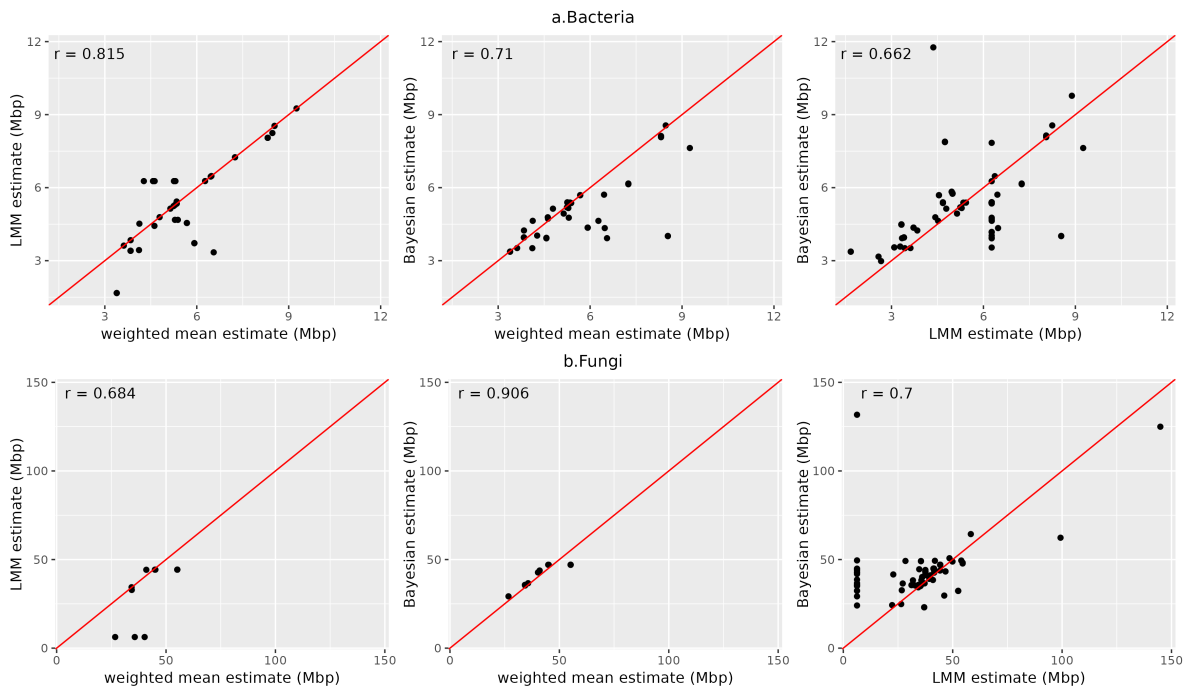 a.Bacteria
r = 0.815
r = 0.71
r = 0.662
12
9
6
3
LMM estimate (Mbp)
3
6
9
12
weighted mean estimate (Mbp)
12
9
6
3
Bayesian estimate (Mbp)
3
6
9
12
weighted mean estimate (Mbp)
12
9
6
3
Bayesian estimate (Mbp)
3
6
9
12
LMM estimate (Mbp)
b.Fungi
r = 0.684
r = 0.906
r = 0.7
150
100
50
0
LMM estimate (Mbp)
0
50
100
150
weighted mean estimate (Mbp)
150
100
50
0
Bayesian estimate (Mbp)
0
50
100
150
weighted mean estimate (Mbp)
150
100
50
0
Bayesian estimate (Mbp)
0
50
100
150
LMM estimate (Mbp)